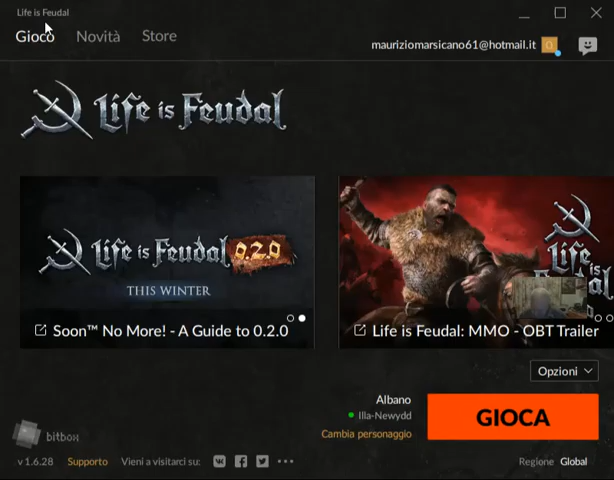 Life is Feudal
Gioco Novità Store
mauriziomarsicano61@hotmail.it
Life is Feudal
Life is Feudal 0.2.0
THIS WINTER
Soon™ No More! - A Guide to 0.2.0
Life is
Life is Feudal: MMO - OBT Trailer
Opzioni
Albano
Illa-Newydd
Cambia personaggio
GIOCA
bitbox
v 1.6.28 Supporto Vieni a visitarci su:
Regione Global